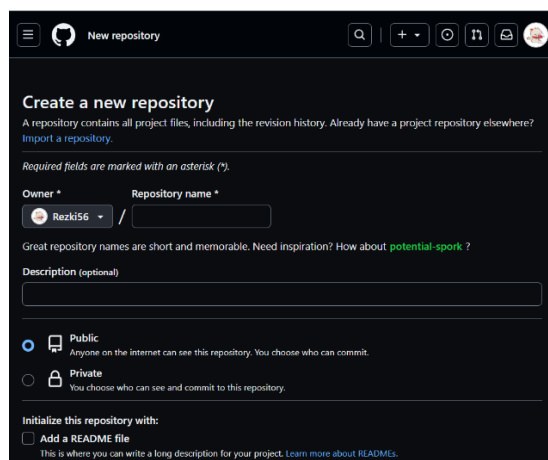 New repository
Create a new repository
A repository contains all project files, including the revision history. Already have a project repository elsewhere?
Import a repository.
Required fields are marked with an asterisk (*).
Owner * Repository name *
Rezki56 /
Great repository names are short and memorable. Need inspiration? How about potential-spork ?
Description (optional)
Public
Anyone on the internet can see this repository. You choose who can commit.
Private
You choose who can see and commit to this repository.
Initialize this repository with:
Add a README file
This is where you can write a long description for your project. Learn more about READMEs.